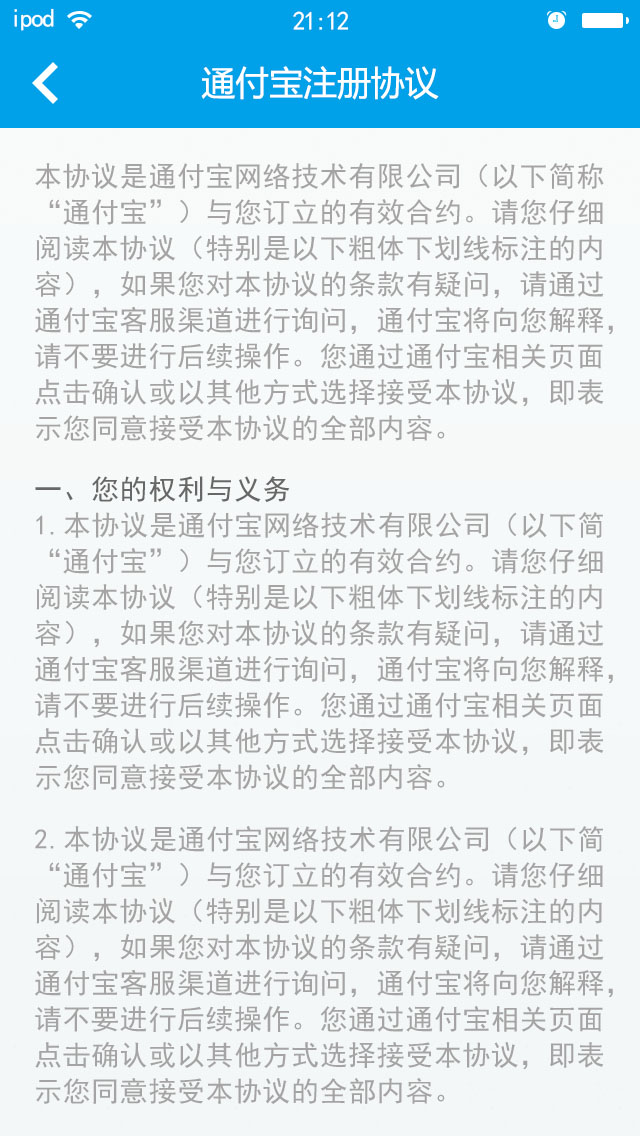 ipod 21:12
通付宝注册协议
本协议是通付宝网络技术有限公司（以下简称
“通付宝”）与您订立的有效合约。请您仔细
阅读本协议（特别是以下粗体下划线标注的内
容），如果您对本协议的条款有疑问，请通过
通付宝客服渠道进行询问，通付宝将向您解释，
请不要进行后续操作。您通过通付宝相关页面
点击确认或以其他方式选择接受本协议，即表
示您同意接受本协议的全部内容。
一、您的权利与义务
1.本协议是通付宝网络技术有限公司（以下简
“通付宝”）与您订立的有效合约。请您仔细
阅读本协议（特别是以下粗体下划线标注的内
容），如果您对本协议的条款有疑问，请通过
通付宝客服渠道进行询问，通付宝将向您解释，
请不要进行后续操作。您通过通付宝相关页面
点击确认或以其他方式选择接受本协议，即表
示您同意接受本协议的全部内容。
2.本协议是通付宝网络技术有限公司（以下简
“通付宝”）与您订立的有效合约。请您仔细
阅读本协议（特别是以下粗体下划线标注的内
容），如果您对本协议的条款有疑问，请通过
通付宝客服渠道进行询问，通付宝将向您解释，
请不要进行后续操作。您通过通付宝相关页面
点击确认或以其他方式选择接受本协议，即表
示您同意接受本协议的全部内容。